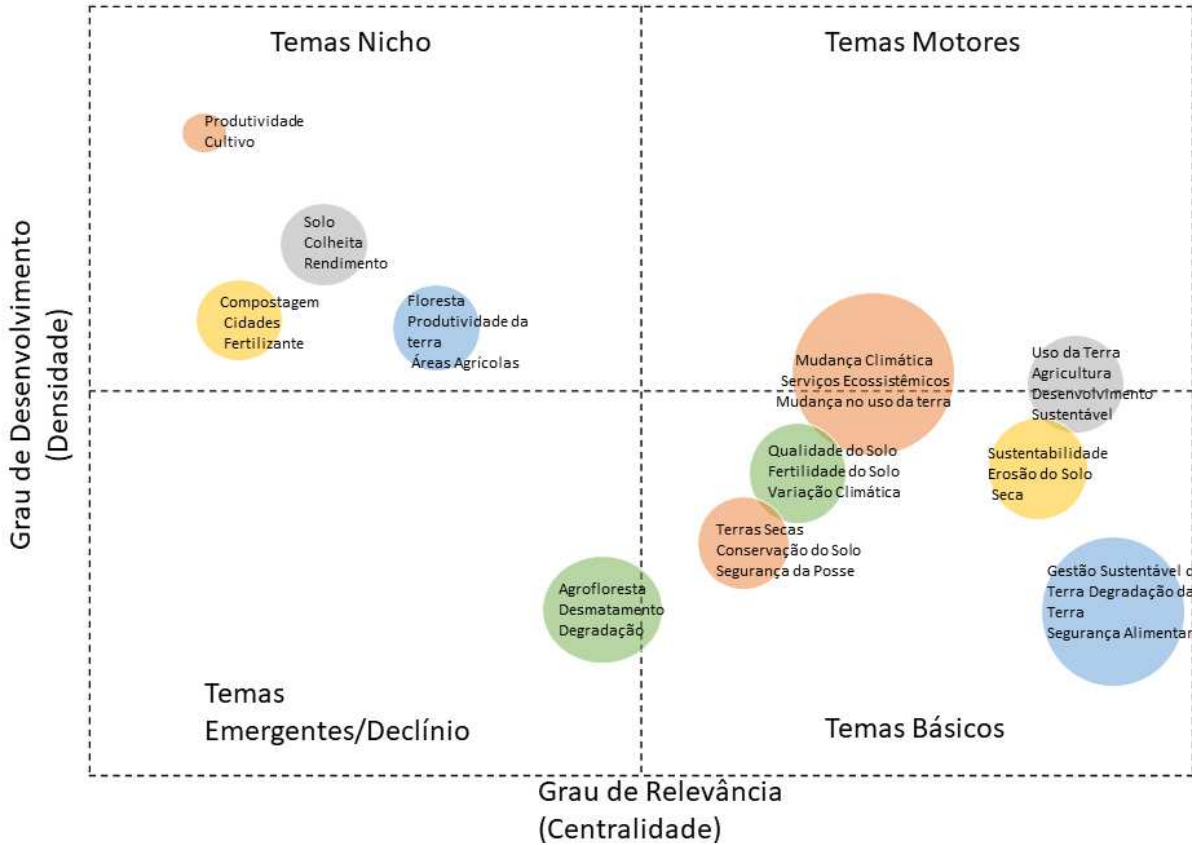 Temas Nicho
Temas Motores
Produtividade
Cultivo
Solo
Colheita
Rendimento
Compostagem
Cidades
Fertilizante
Floresta
Produtividade da
terra
Áreas Agrícolas
Mudança Climática
Serviços Ecossistêmicos
Mudança no uso da terra
Uso da Terra
Agricultura
Desenvolvimento
Sustentável
Qualidade do Solo
Fertilidade do Solo
Variação Climática
Sustentabilidade
Erosão do Solo
Seca
Terras Secas
Conservação do Solo
Segurança da Posse
Agrofloresta
Desmatamento
Degradação
Gestão Sustentável d
Terra Degradação da
Terra
Segurança Alimentar
Temas
Emergentes/Declínio
Temas Básicos
Grau de Desenvolvimento
(Densidade)
Grau de Relevância
(Centralidade)